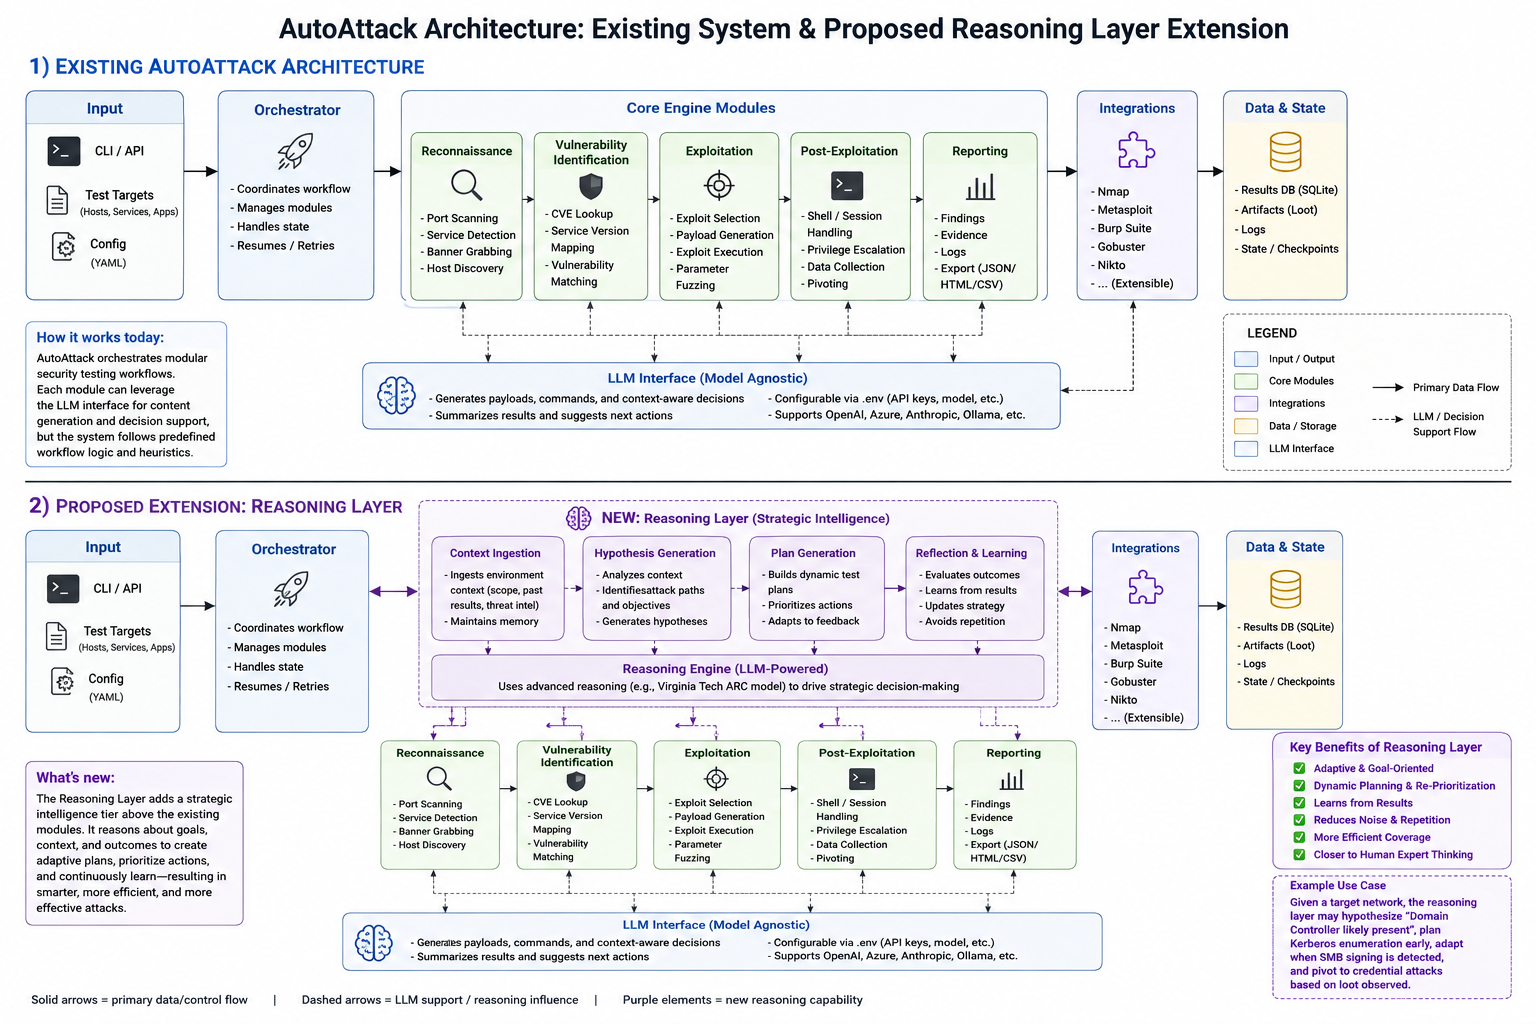 AutoAttack Architecture: Existing System & Proposed Reasoning Layer Extension
1) EXISTING AUTOATTACK ARCHITECTURE
Input
CLI / API
Test Targets
(Hosts, Services, Apps)
Config
(YAML)
Orchestrator
- Coordinates workflow
- Manages modules
- Handles state
- Resumes / Retries
Core Engine Modules
Reconnaissance
- Port Scanning
- Service Detection
- Banner Grabbing
- Host Discovery
Vulnerability
Identification
- CVE Lookup
- Service Version
Mapping
- Vulnerability
Matching
Exploitation
- Exploit Selection
- Payload Generation
- Exploit Execution
- Parameter
Fuzzing
Post-Exploitation
- Shell / Session
Handling
- Privilege Escalation
- Data Collection
- Pivoting
Reporting
- Findings
- Evidence
- Logs
- Export (JSON/
HTML/CSV)
Integrations
- Nmap
- Metasploit
- Burp Suite
- Gobuster
- Nikto
- ... (Extensible)
Data & State
- Results DB (SQLite)
- Artifacts (Loot)
- Logs
- State / Checkpoints
How it works today:
AutoAttack orchestrates modular
security testing workflows.
Each module can leverage
the LLM interface for content
generation and decision support,
but the system follows predefined
workflow logic and heuristics.
LLM Interface (Model Agnostic)
- Generates payloads, commands, and context-aware decisions
- Summarizes results and suggests next actions
- Configurable via .env (API keys, model, etc.)
- Supports OpenAI, Azure, Anthropic, Ollama, etc.
LEGEND
Input / Output
Core Modules
Integrations
Data / Storage
LLM Interface
Primary Data Flow
LLM / Decision
Support Flow
2) PROPOSED EXTENSION: REASONING LAYER
Input
CLI / API
Test Targets
(Hosts, Services, Apps)
Config
(YAML)
Orchestrator
- Coordinates workflow
- Manages modules
- Handles state
- Resumes / Retries
NEW: Reasoning Layer (Strategic Intelligence)
Context Ingestion
- Ingests environment
context (scope, past
results, threat intel)
- Maintains memory
Hypothesis Generation
- Analyzes context
- Identifiesattack paths
and objectives
- Generates hypotheses
Plan Generation
- Builds dynamic test
plans
- Prioritizes actions
- Adapts to feedback
Reflection & Learning
- Evaluates outcomes
- Learns from results
- Updates strategy
- Avoids repetition
Reasoning Engine (LLM-Powered)
Uses advanced reasoning (e.g., Virginia Tech ARC model) to drive strategic decision-making
Integrations
- Nmap
- Metasploit
- Burp Suite
- Gobuster
- Nikto
- ... (Extensible)
Data & State
- Results DB (SQLite)
- Artifacts (Loot)
- Logs
- State / Checkpoints
Reconnaissance
- Port Scanning
- Service Detection
- Banner Grabbing
- Host Discovery
Vulnerability
Identification
- CVE Lookup
- Service Version
Mapping
- Vulnerability
Matching
Exploitation
- Exploit Selection
- Payload Generation
- Exploit Execution
- Parameter
Fuzzing
Post-Exploitation
- Shell / Session
Handling
- Privilege Escalation
- Data Collection
- Pivoting
Reporting
- Findings
- Evidence
- Logs
- Export (JSON/
HTML/CSV)
What's new:
The Reasoning Layer adds a strategic
intelligence tier above the existing
modules. It reasons about goals,
context, and outcomes to create
adaptive plans, prioritize actions,
and continuously learn—resulting in
smarter, more efficient, and more
effective attacks.
LLM Interface (Model Agnostic)
- Generates payloads, commands, and context-aware decisions
- Summarizes results and suggests next actions
- Configurable via .env (API keys, model, etc.)
- Supports OpenAI, Azure, Anthropic, Ollama, etc.
Key Benefits of Reasoning Layer
Adaptive & Goal-Oriented
Dynamic Planning & Re-Prioritization
Learns from Results
Reduces Noise & Repetition
More Efficient Coverage
Closer to Human Expert Thinking
Example Use Case
Given a target network, the reasoning
layer may hypothesize “Domain
Controller likely present”, plan
Kerberos enumeration early, adapt
when SMB signing is detected,
and pivot to credential attacks
based on loot observed.
Solid arrows = primary data/control flow | Dashed arrows = LLM support / reasoning influence | Purple elements = new reasoning capability